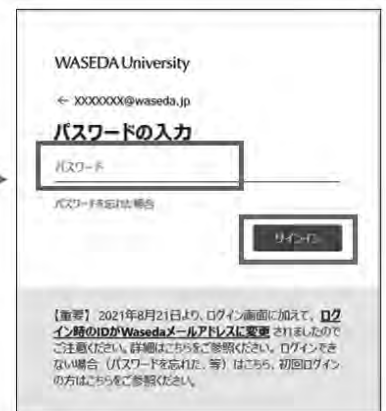 WASEDA University
← XXXXXXX@waseda.jp
パスワードの入力
パスワード
パスワードを忘れた場合
サインイン
【重要】 2021年8月21日より、ログイン画面に加えて、ログ
イン時のIDがWasedaメールアドレスに変更 されましたので
ご注意ください。詳細はこちらをご参照ください。ログインでき
ない場合（パスワードを忘れた、等）はこちら、初回ログイン
の方はこちらをご参照ください。